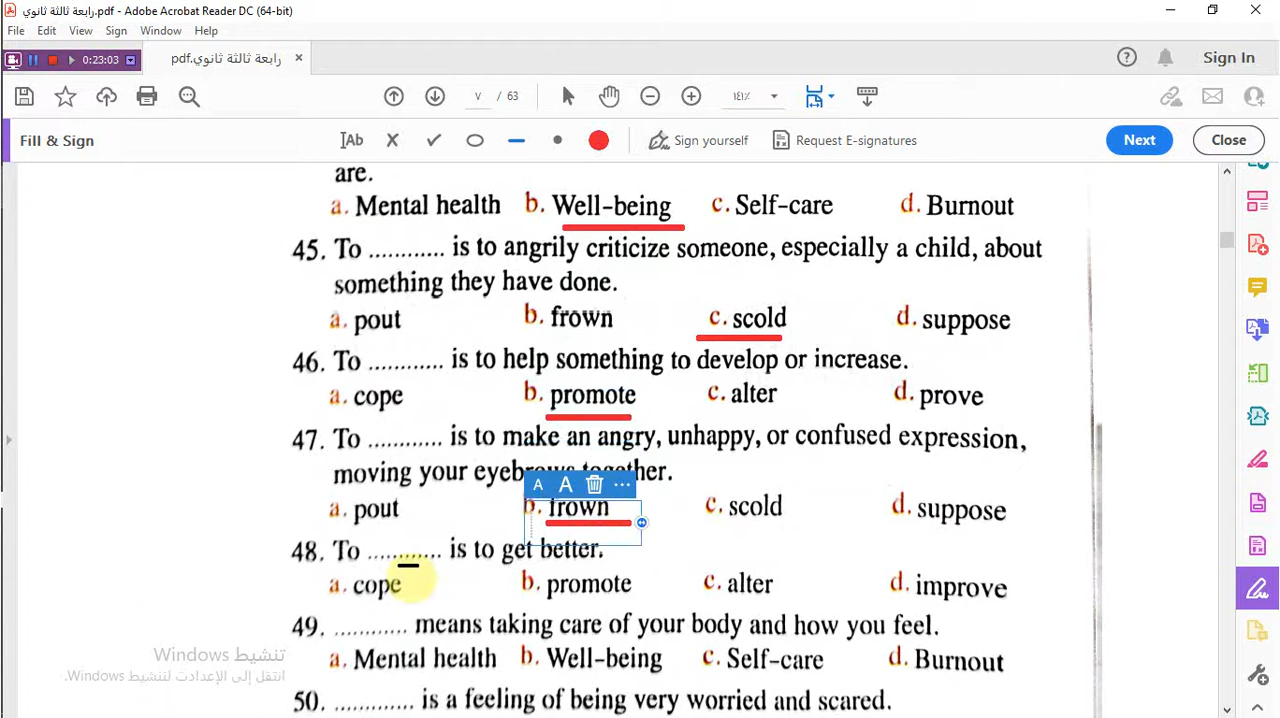 رابعة ثالثة ثانوي.pdf - Adobe Acrobat Reader DC (64-bit)
File Edit View Sign Window Help
0:23:03 رابعة ثالثة ثانوي.pdf × Sign In
٧ / 63 ١٤١٪
Fill & Sign Ab Sign yourself Request E-signatures Next Close
are.
a. Mental health b. Well-being c. Self-care d. Burnout
45. To ............ is to angrily criticize someone, especially a child, about
something they have done.
a. pout b. frown c. scold d. suppose
46. To ............ is to help something to develop or increase.
a. cope b. promote c. alter d. prove
47. To ............ is to make an angry, unhappy, or confused expression,
moving your eyebrows together.
A A ...
a. pout b. frown c. scold d. suppose
48. To ............ is to get better.
a. cope b. promote c. alter d. improve
49. ............ means taking care of your body and how you feel.
a. Mental health b. Well-being c. Self-care d. Burnout
تنشيط Windows
انتقل إلى الإعدادات لتنشيط Windows.
50. ............ is a feeling of being very worried and scared.